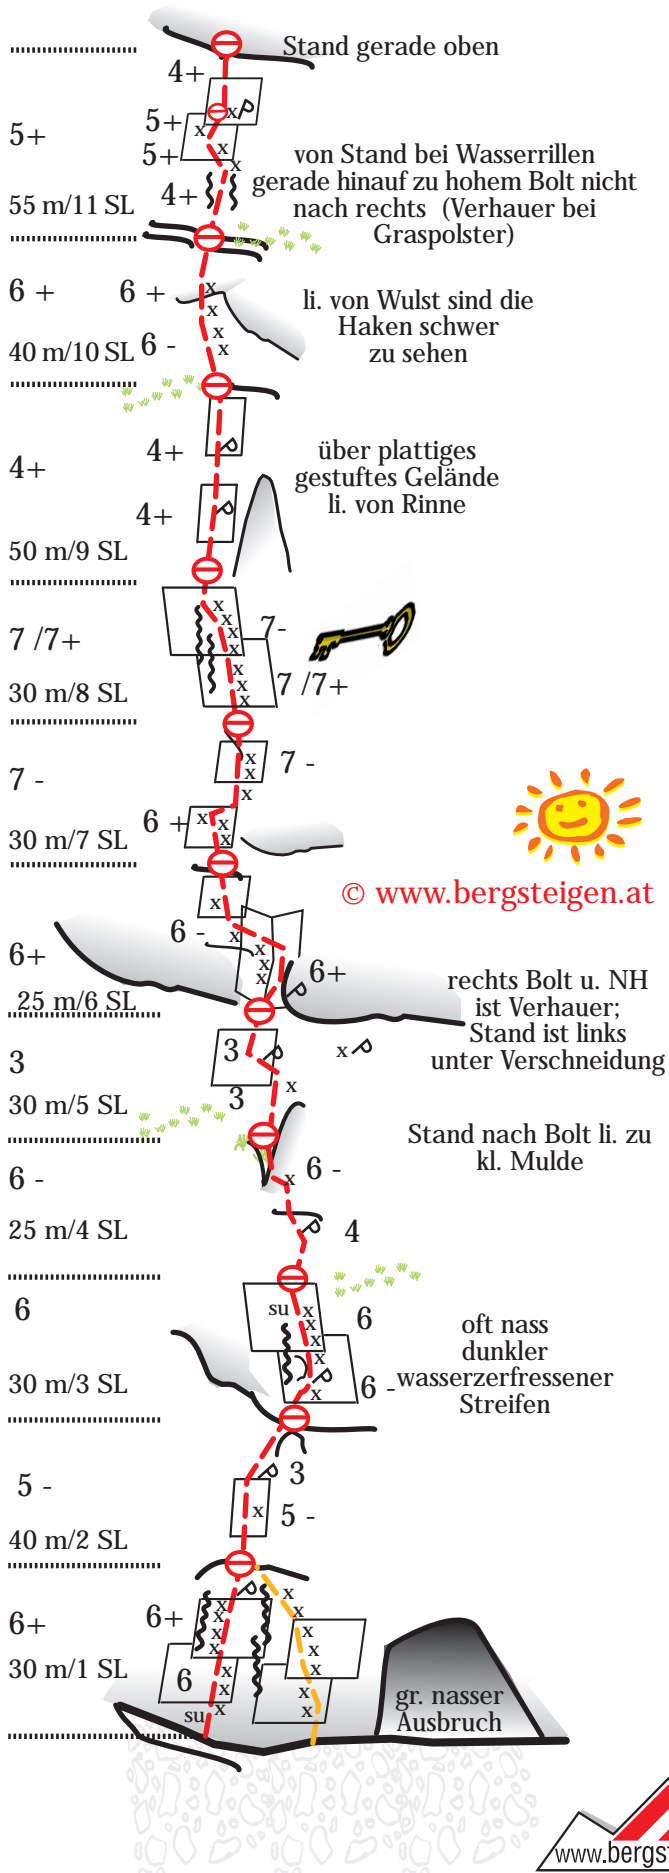 Stand gerade oben
4+
P
x
5+
x
5+
5+
x
von Stand bei Wasserrillen
x
gerade hinauf zu hohem Bolt nicht
4+
55 m/11 SL
nach rechts (Verhauer bei
Graspolster)
6 +
6 +
x
li. von Wulst sind die
x
Haken schwer
x
40 m/10 SL
6 -
x
zu sehen
P
4+
über plattiges
4+
gestuftes Gelände
4+
P
li. von Rinne
50 m/9 SL
x
x
7 /7+
x
7-
x
x
7 /7+
30 m/8 SL
x
x
7 -
x
7 -
x
x
6 +
x
x
30 m/7 SL
x
© www.bergsteigen.at
x
6 -
x
6+
x
x
6+
rechts Bolt u. NH
25 m/6 SL
x
P
ist Verhauer;
Stand ist links
3
3
P
x P
unter Verschneidung
x
30 m/5 SL
3
Stand nach Bolt li. zu
6 -
x
6 -
kl. Mulde
25 m/4 SL
P
4
6
su
x
6
x
oft nass
x
dunkler
x
30 m/3 SL
P
6 -
wasserzerfressener
x
Streifen
P
3
5 -
x
5 -
40 m/2 SL
P
x
x
x
6+
6+
x
x
x
x
x
30 m/1 SL
6
x
x
x
gr. nasser
su
x
x
Ausbruch
www.bergst